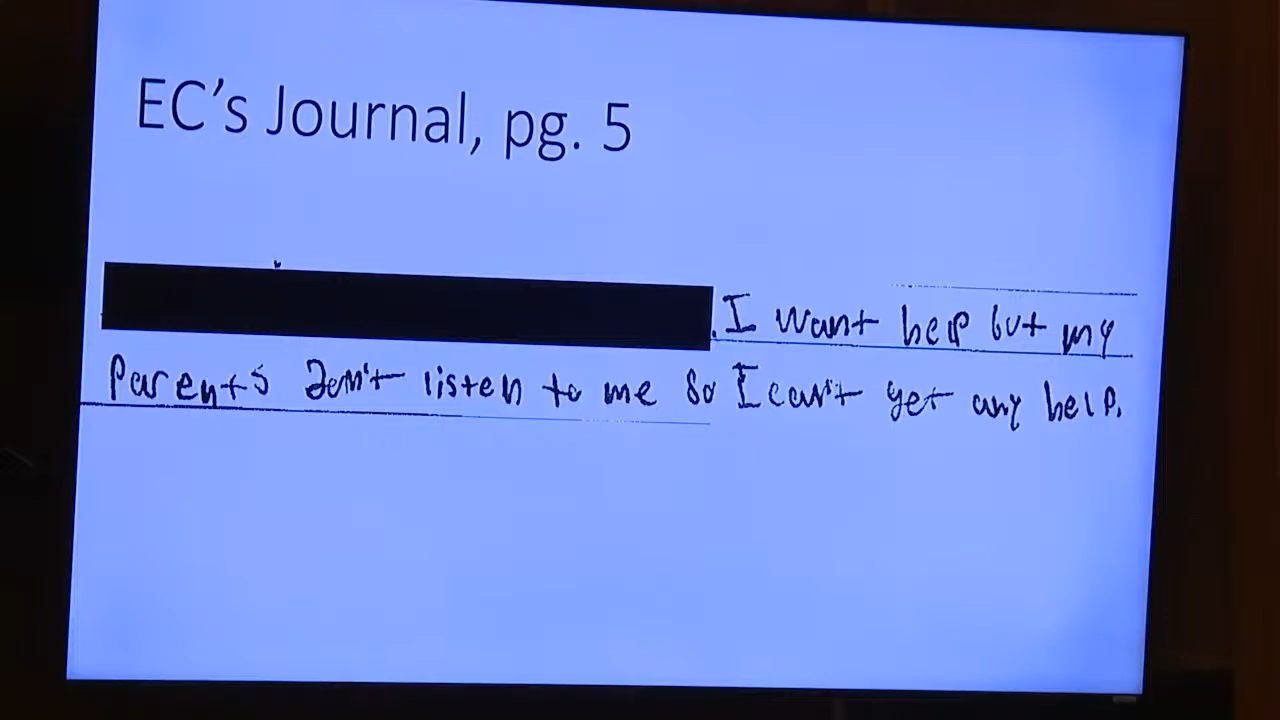 EC's Journal, pg. 5
. I want help but my
Parents don't listen to me so I can't get any help.